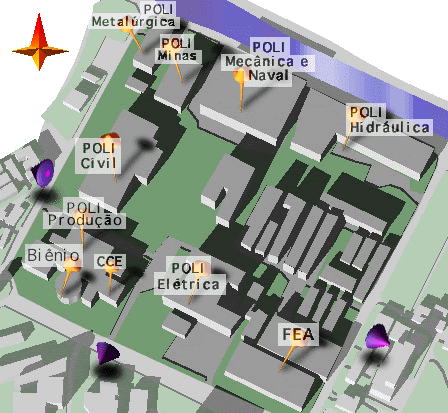 POLI
Metalúrgica
POLI
Minas
POLI
Mecânica e
Naval
POLI
Hidráulica
POLI
Civil
POLI
Produção
Biênio
CCE
POLI
Elétrica
FEA